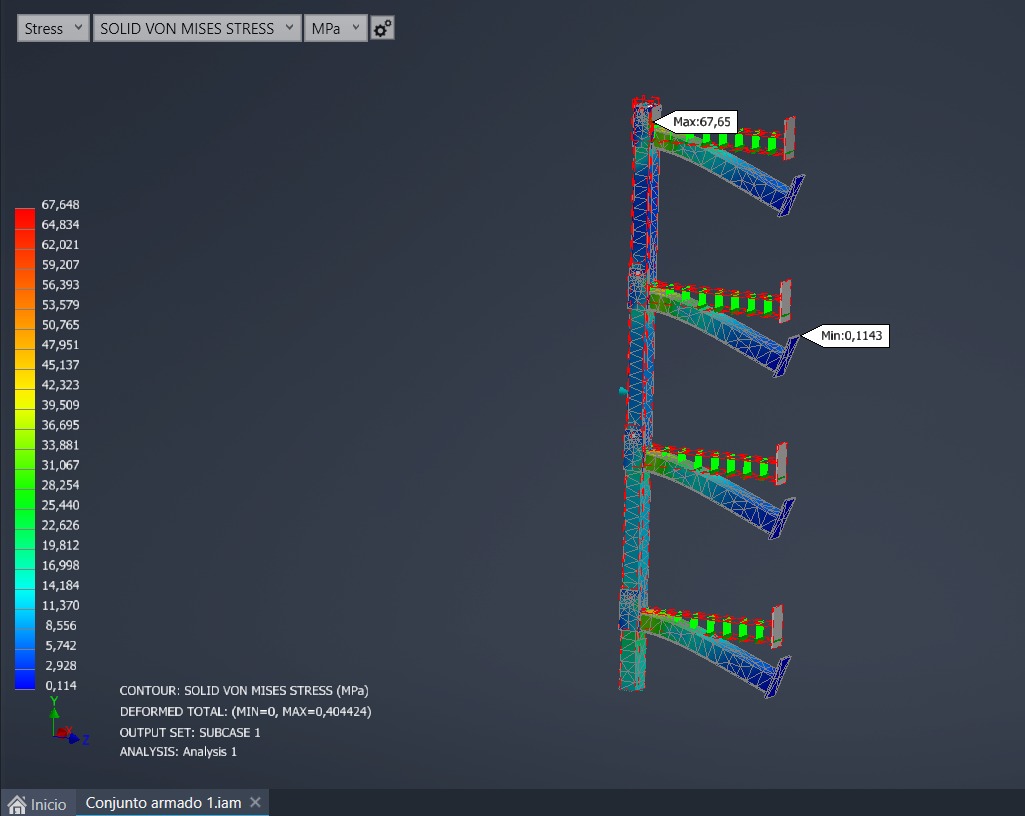 Stress SOLID VON MISES STRESS MPa
Max:67,65
67,648
64,834
62,021
59,207
56,393
53,579
50,765
47,951
45,137
42,323
39,509
36,695
33,881
31,067
28,254
25,440
22,626
19,812
16,998
14,184
11,370
8,556
5,742
2,928
0,114
Min:0,1143
Y
X
Z
CONTOUR: SOLID VON MISES STRESS (MPa)
DEFORMED TOTAL: (MIN=0, MAX=0,404424)
OUTPUT SET: SUBCASE 1
ANALYSIS: Analysis 1
Inicio Conjunto armado 1.iam